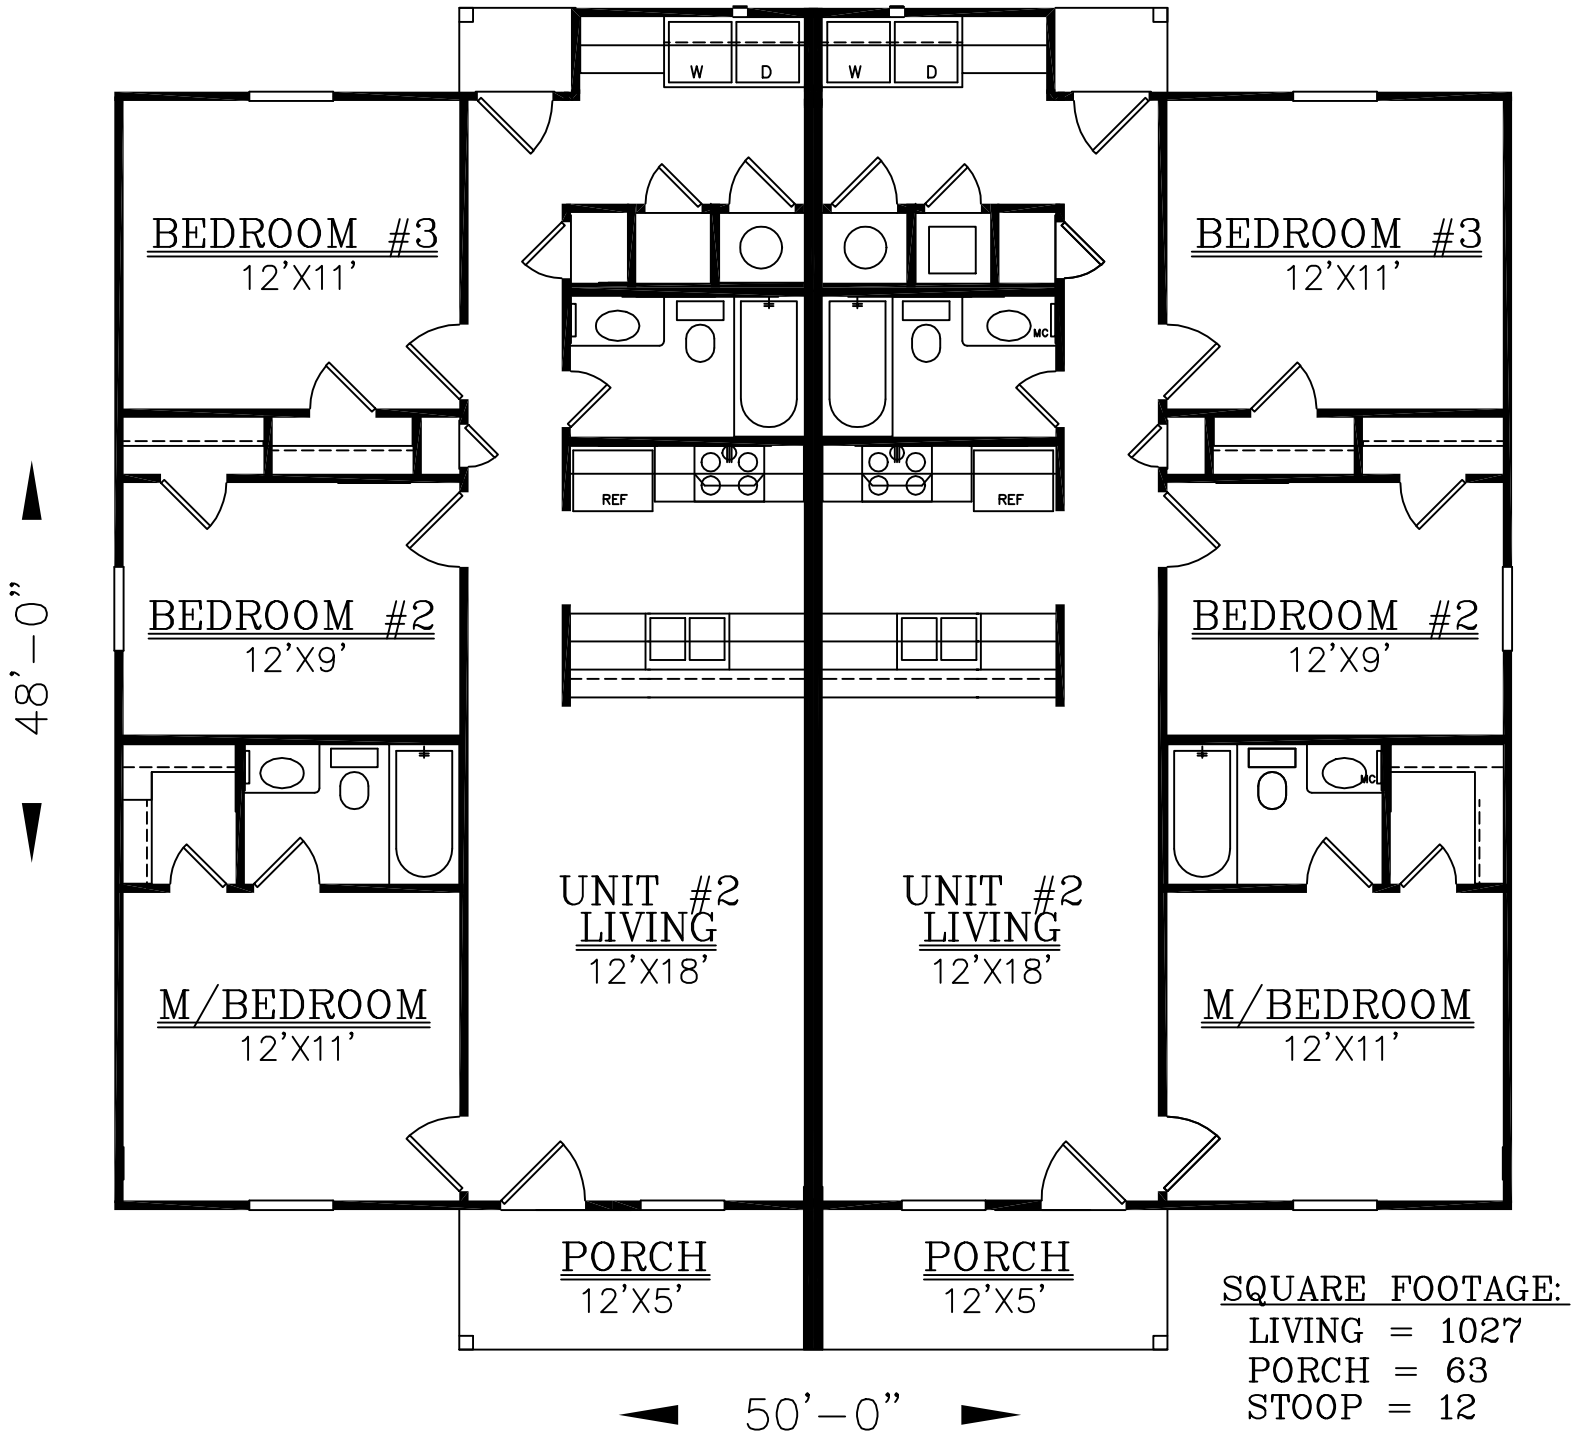 W D
W D
BEDROOM #3
12'X11'
BEDROOM #3
12'X11'
MC
REF
REF
BEDROOM #2
12'X9'
BEDROOM #2
12'X9'
48'-0"
MC
UNIT #2
LIVING
12'X18'
UNIT #2
LIVING
12'X18'
M/BEDROOM
12'X11'
M/BEDROOM
12'X11'
PORCH
12'X5'
PORCH
12'X5'
SQUARE FOOTAGE:
LIVING = 1027
PORCH = 63
STOOP = 12
50'-0"